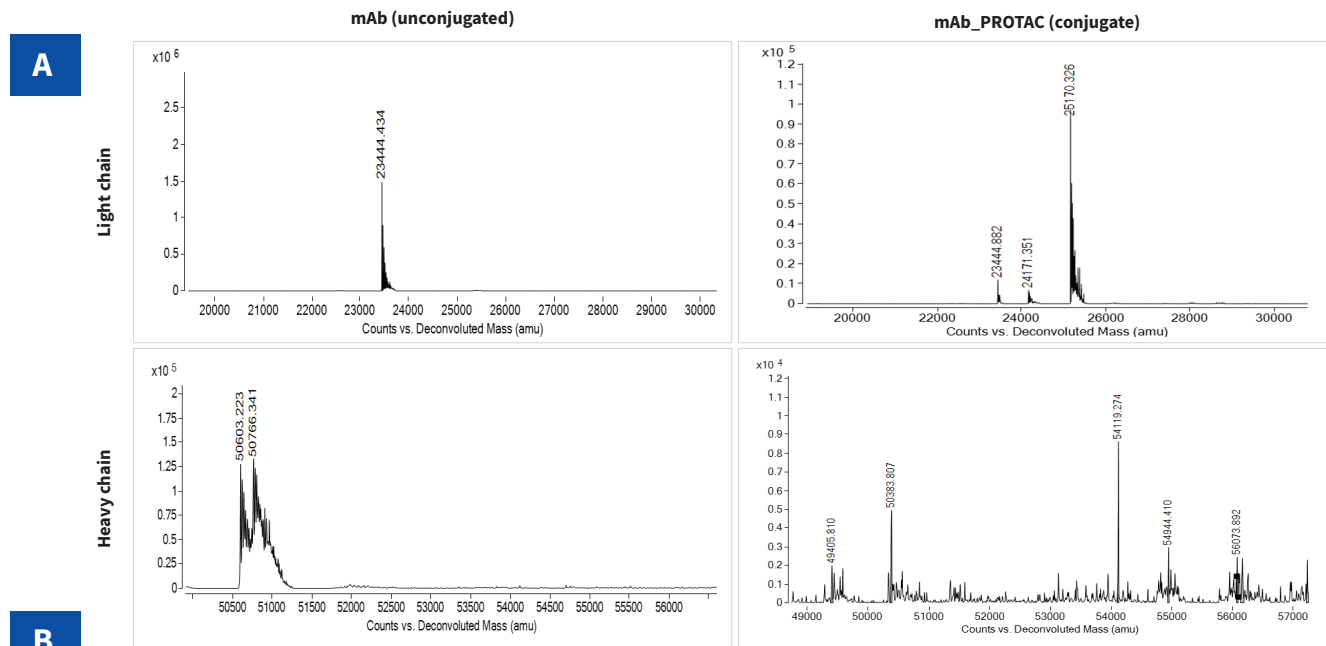 mAb (unconjugated)
mAb_PROTAC (conjugate)
A
Light chain
x10 6
2.5
2
1.5
1
0.5
0
23444.434
20000 21000 22000 23000 24000 25000 26000 27000 28000 29000 30000
Counts vs. Deconvoluted Mass (amu)
x10 5
1.2
1.1
1
0.9
0.8
0.7
0.6
0.5
0.4
0.3
0.2
0.1
0
23444.882
24171.351
25170.326
20000 22000 24000 26000 28000 30000
Counts vs. Deconvoluted Mass (amu)
Heavy chain
x10 5
2
1.75
1.5
1.25
1
0.75
0.5
0.25
0
50603.223
50766.341
50500 51000 51500 52000 52500 53000 53500 54000 54500 55000 55500 56000
Counts vs. Deconvoluted Mass (amu)
x10 4
1.2
1.1
1
0.9
0.8
0.7
0.6
0.5
0.4
0.3
0.2
0.1
0
49405.810
50383.807
54119.274
54944.410
56073.892
49000 50000 51000 52000 53000 54000 55000 56000 57000
Counts vs. Deconvoluted Mass (amu)
B